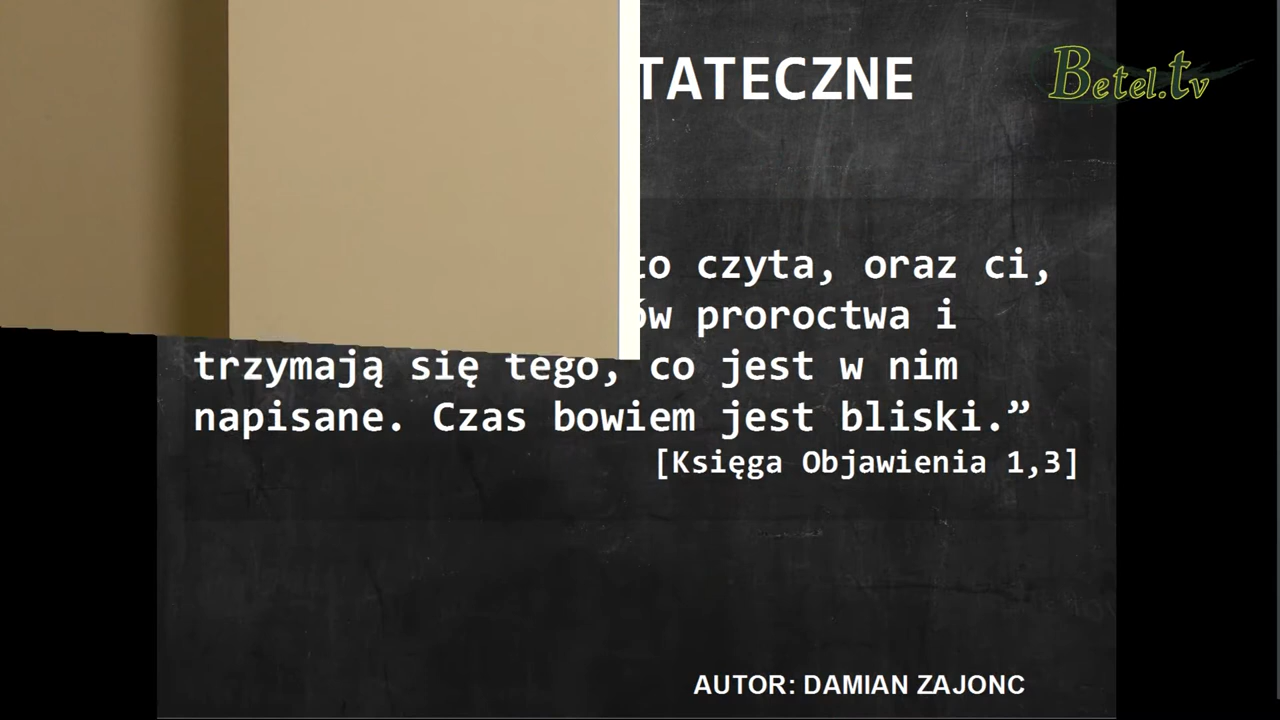 TATECZNE
Betel.tv
to czyta, oraz ci,
ów proroctwa i
trzymają się tego, co jest w nim
napisane. Czas bowiem jest bliski.”
[Księga Objawienia 1,3]
AUTOR: DAMIAN ZAJONC